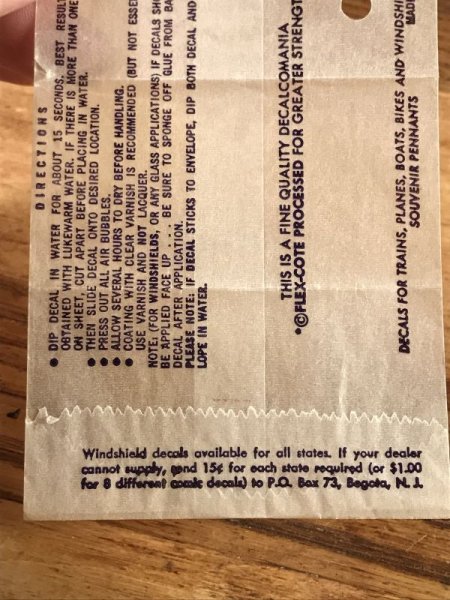 DIRECTIONS
● DIP DECAL IN WATER FOR ABOUT 15 SECONDS. BEST
OBTAINED WITH LUKEWARM WATER. IF THERE IS MORE THAN ONE
ON SHEET, CUT APART BEFORE PLACING IN WATER.
● THEN SLIDE DECAL ONTO DESIRED LOCATION.
● PRESS OUT ALL AIR BUBBLES.
● ALLOW SEVERAL HOURS TO DRY BEFORE HANDLING.
● COATING WITH CLEAR VARNISH IS RECOMMENDED (BUT NOT
USE VARNISH AND NOT LACQUER.
NOTE: (FOR WINDSHIELDS, OR ANY GLASS APPLICATIONS) IF DECALS
BE APPLIED FACE UP . . . BE SURE TO SPONGE OFF GLUE FROM
DECAL AFTER APPLICATION.
PLEASE NOTE: IF DECAL STICKS TO ENVELOPE, DIP BOTH DECAL AND
LOPE IN WATER.
THIS IS A FINE QUALITY DECALCOMANIA
*©FLEX-COTE PROCESSED FOR GREATER
DECALS FOR TRAINS, PLANES, BOATS, BIKES AND
SOUVENIR PENNANTS
Windshield decals available for all states. If your dealer
cannot supply, send 15¢ for each state required (or $1.00
for 8 different comic decals) to P.O. Box 73, Bogota, N. J.